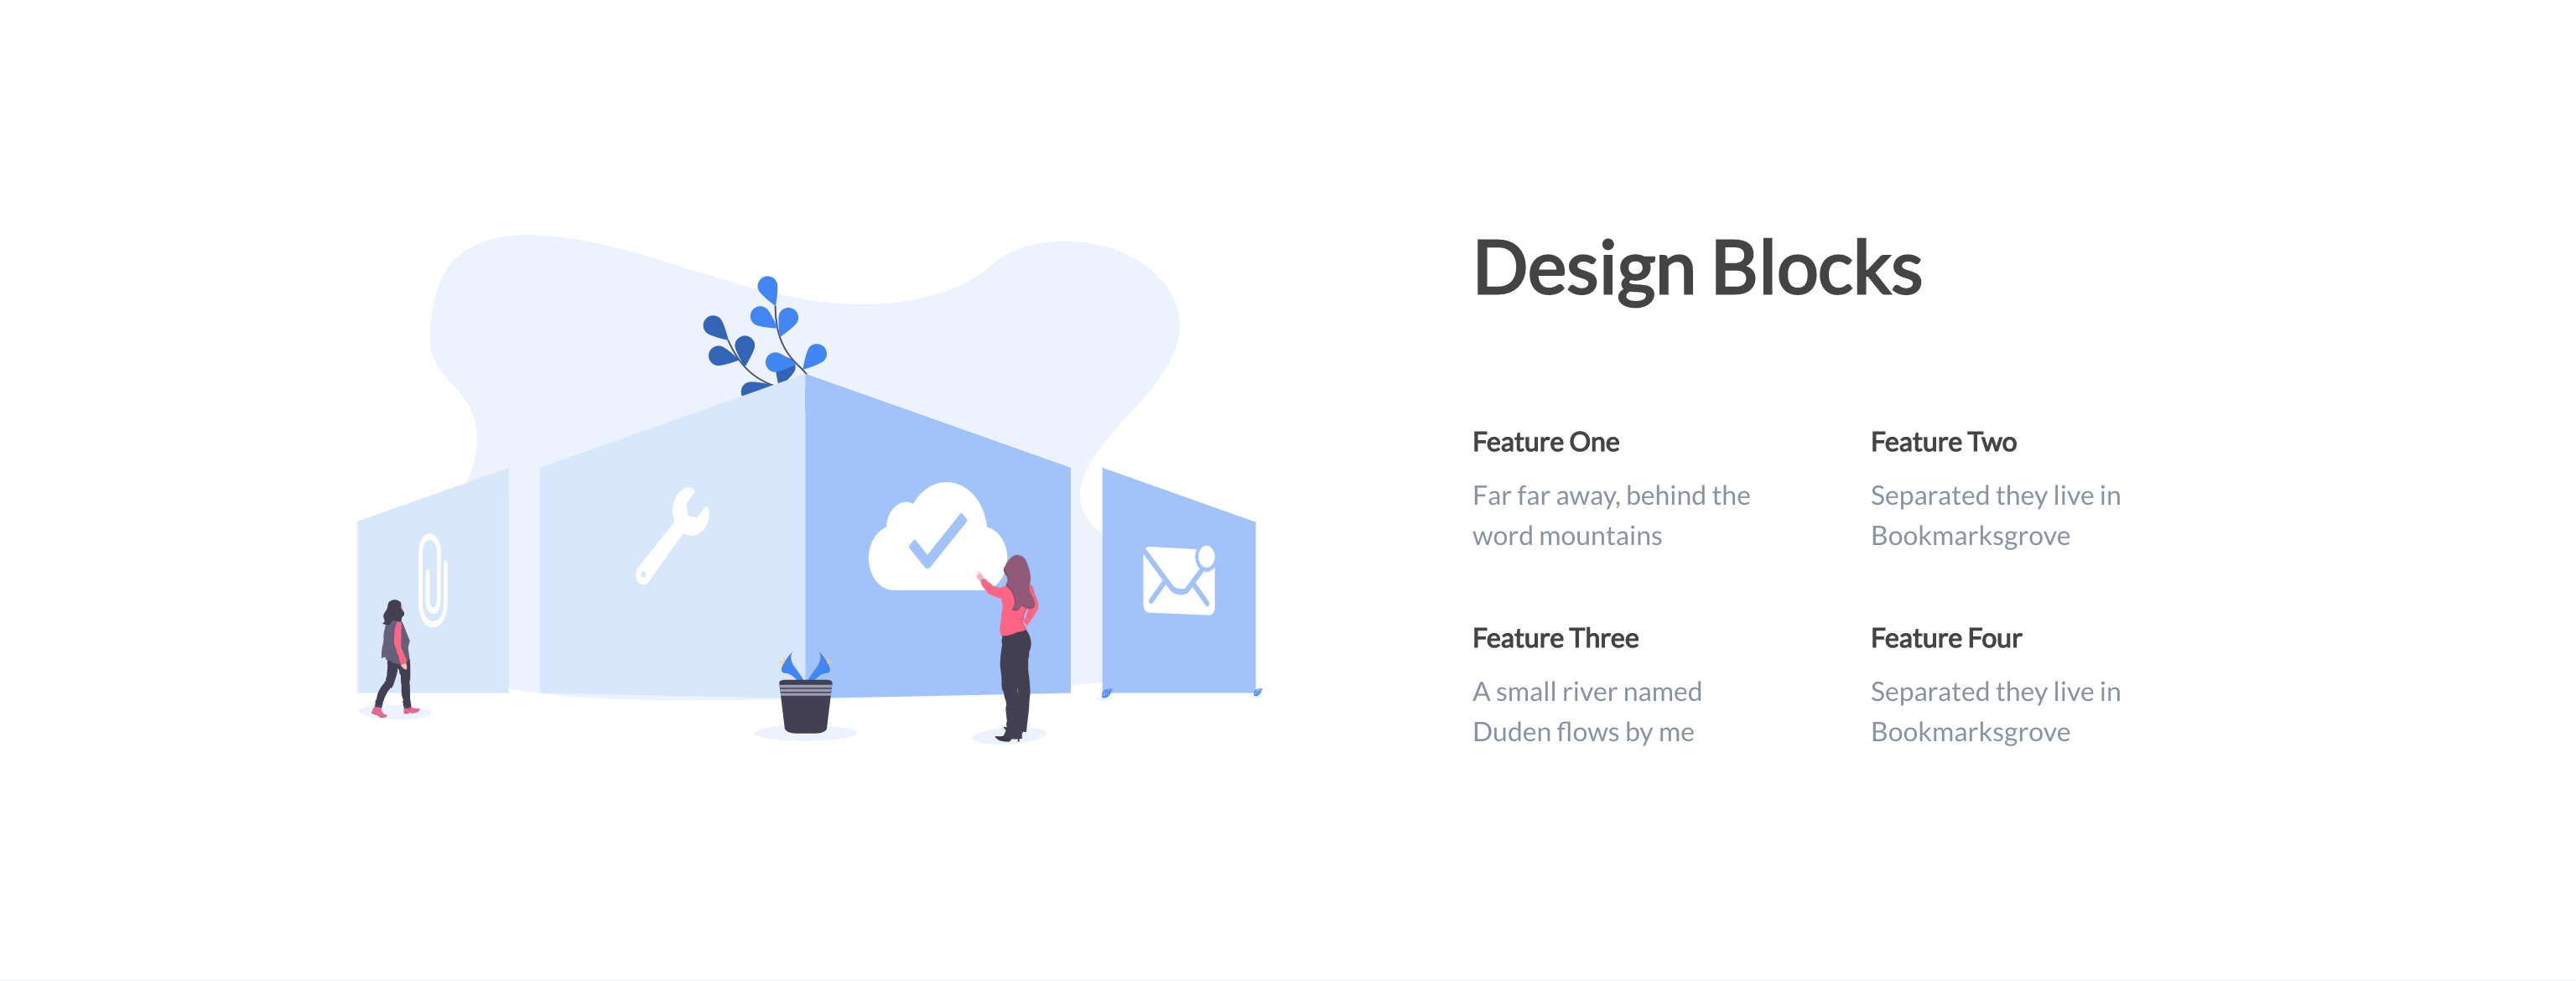 Design Blocks
Feature One
Far far away, behind the
word mountains
Feature Two
Separated they live in
Bookmarksgrove
Feature Three
A small river named
Duden flows by me
Feature Four
Separated they live in
Bookmarksgrove